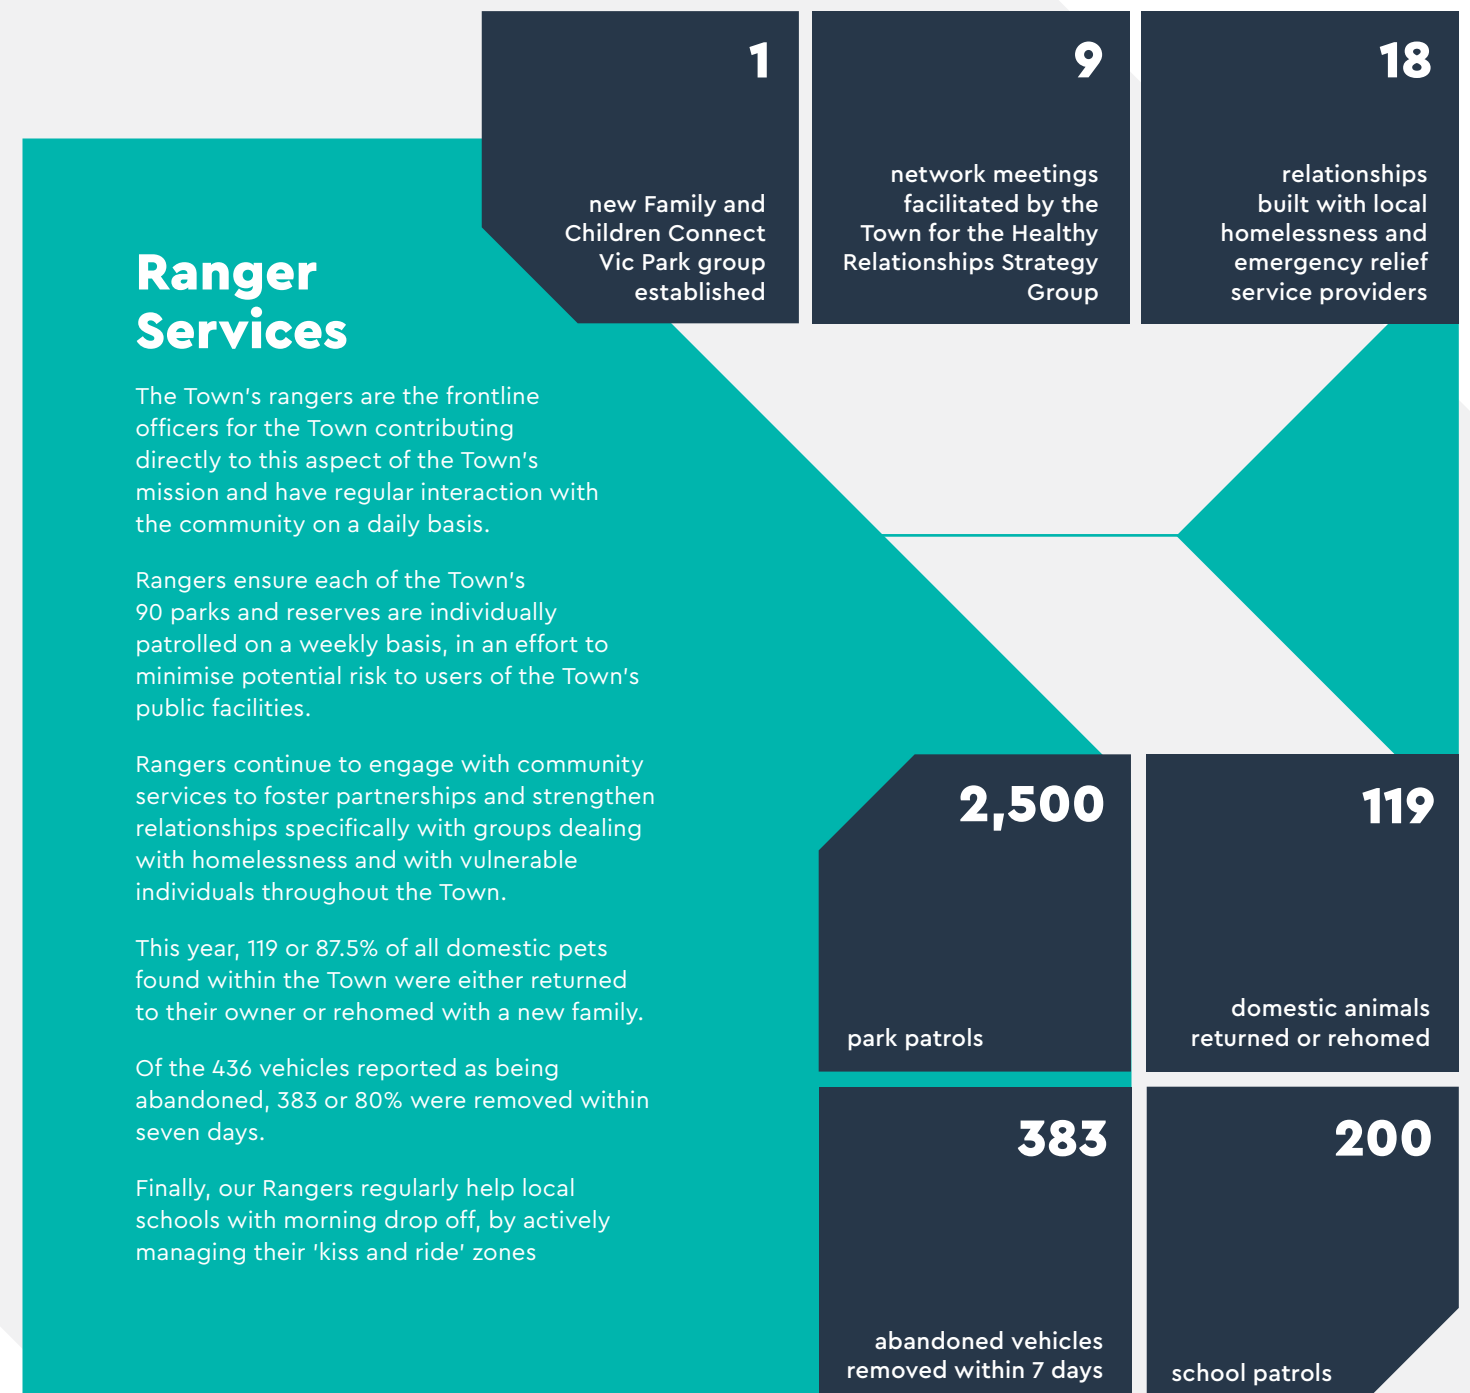 1
new Family and
Children Connect
Vic Park group
established
9
network meetings
facilitated by the
Town for the Healthy
Relationships Strategy
Group
18
relationships
built with local
homelessness and
emergency relief
service providers
Ranger
Services
The Town's rangers are the frontline
officers for the Town contributing
directly to this aspect of the Town's
mission and have regular interaction with
the community on a daily basis.
Rangers ensure each of the Town's
90 parks and reserves are individually
patrolled on a weekly basis, in an effort to
minimise potential risk to users of the Town's
public facilities.
Rangers continue to engage with community
services to foster partnerships and strengthen
relationships specifically with groups dealing
with homelessness and with vulnerable
individuals throughout the Town.
This year, 119 or 87.5% of all domestic pets
found within the Town were either returned
to their owner or rehomed with a new family.
Of the 436 vehicles reported as being
abandoned, 383 or 80% were removed within
seven days.
Finally, our Rangers regularly help local
schools with morning drop off, by actively
managing their 'kiss and ride' zones
2,500
park patrols
119
domestic animals
returned or rehomed
383
abandoned vehicles
removed within 7 days
200
school patrols